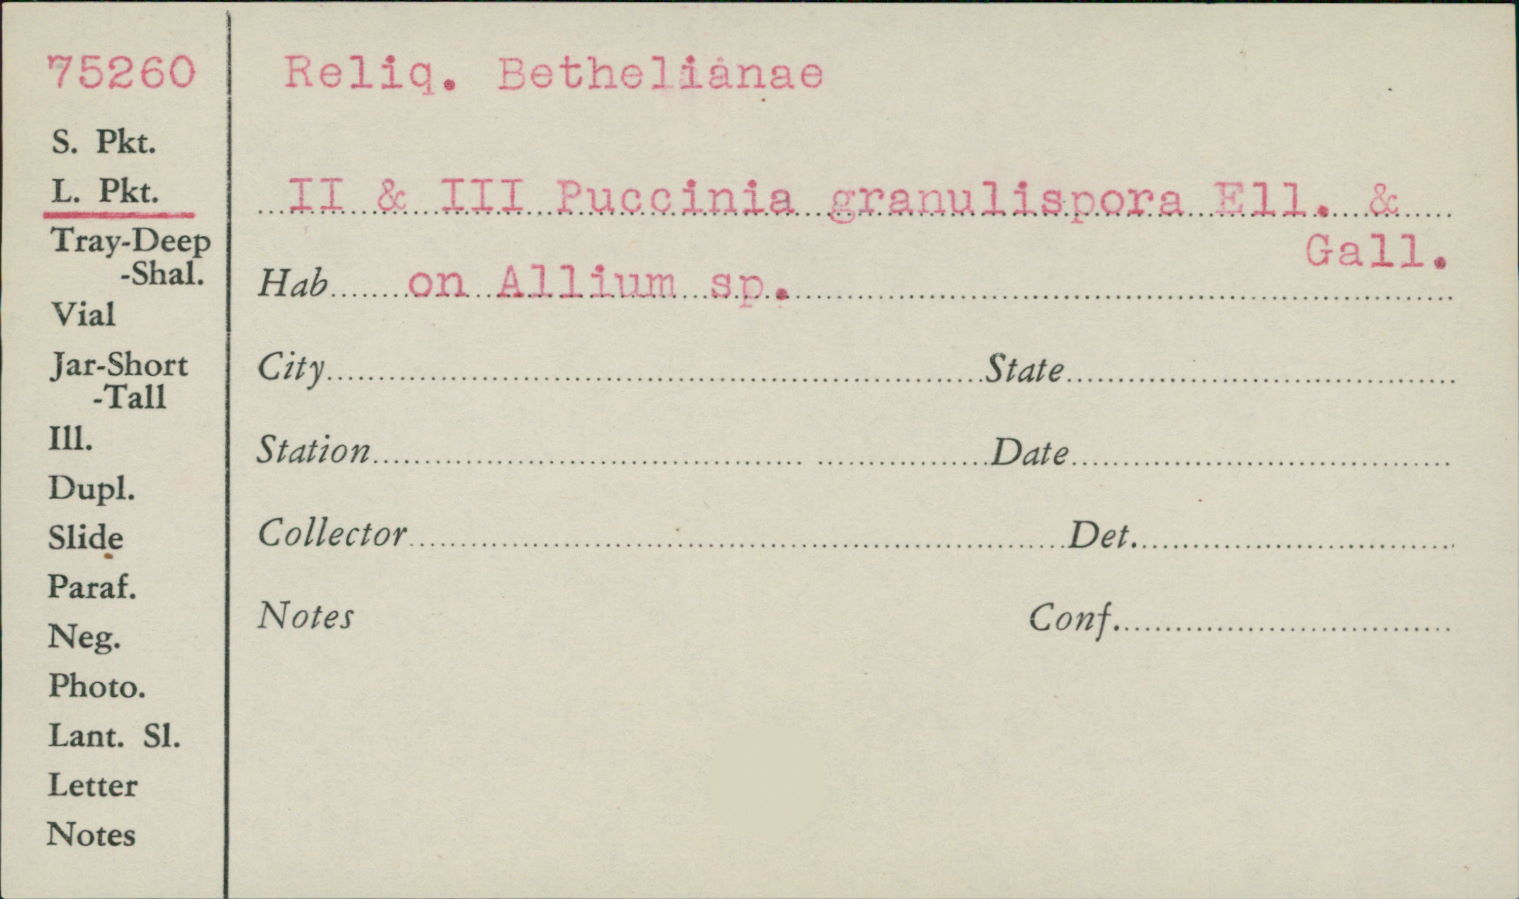 75260
Reliq. Bethelianae
S. Pkt.
L. Pkt.
II & III Puccinia granulispora Ell. &
Gall.
Tray-Deep
-Shal.
Hab on Allium sp.
Vial
Jar-Short
-Tall
City State
Ill.
Station Date
Dupl.
Slide
Collector Det.
Paraf.
Notes Conf.
Neg.
Photo.
Lant. Sl.
Letter
Notes